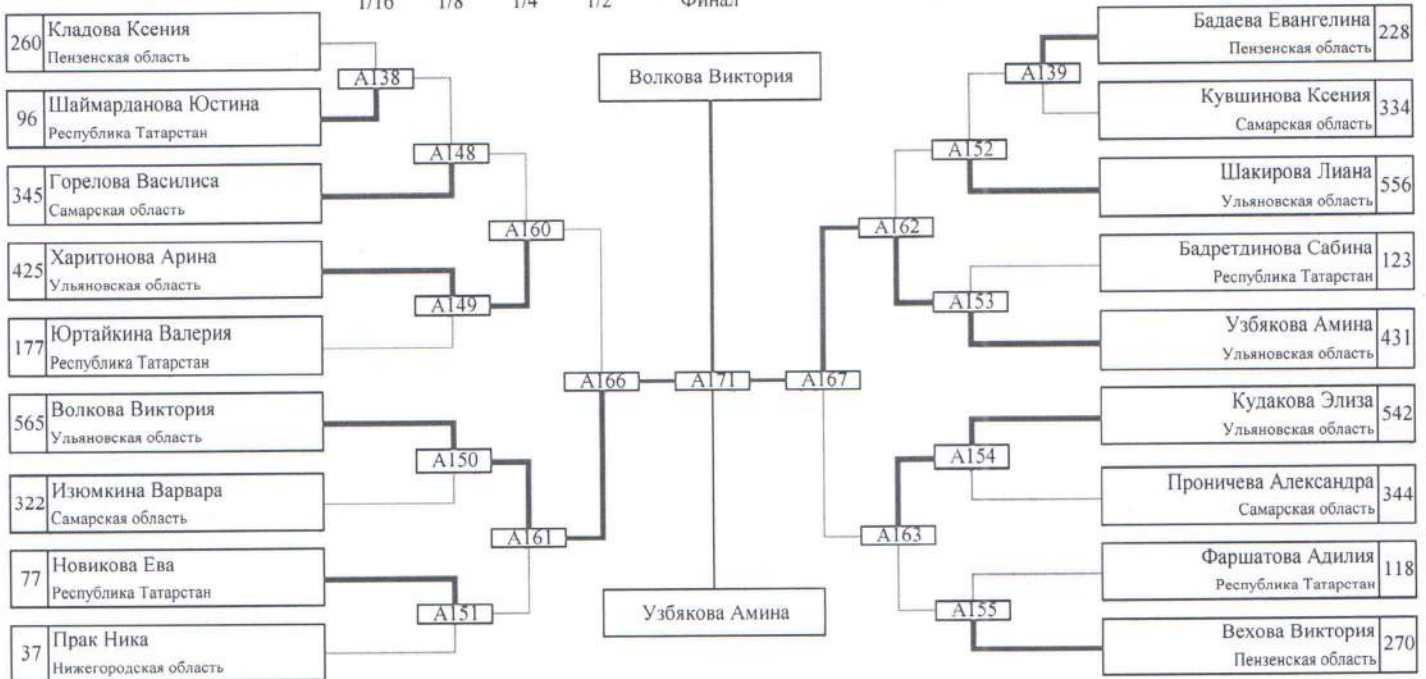 1/16 1/8 1/4 1/2 Финал
260 Кладова Ксения
Пензенская область
96 Шаймарданова Юстина
Республика Татарстан
345 Горелова Василиса
Самарская область
425 Харитонова Арина
Ульяновская область
177 Юртайкина Валерия
Республика Татарстан
565 Волкова Виктория
Ульяновская область
322 Изюмкина Варвара
Самарская область
77 Новикова Ева
Республика Татарстан
37 Прак Ника
Нижегородская область
A138
A148
A160
A149
A166
A150
A161
A151
Волкова Виктория
A171
Узбякова Амина
A139
A152
A162
A153
A167
A154
A163
A155
Бадаева Евангелина 228
Пензенская область
Кувшинова Ксения 334
Самарская область
Шакирова Лиана 556
Ульяновская область
Бадретдинова Сабина 123
Республика Татарстан
Узбякова Амина 431
Ульяновская область
Кудакова Элиза 542
Ульяновская область
Проничева Александра 344
Самарская область
Фаршатова Адилия 118
Республика Татарстан
Вехова Виктория 270
Пензенская область